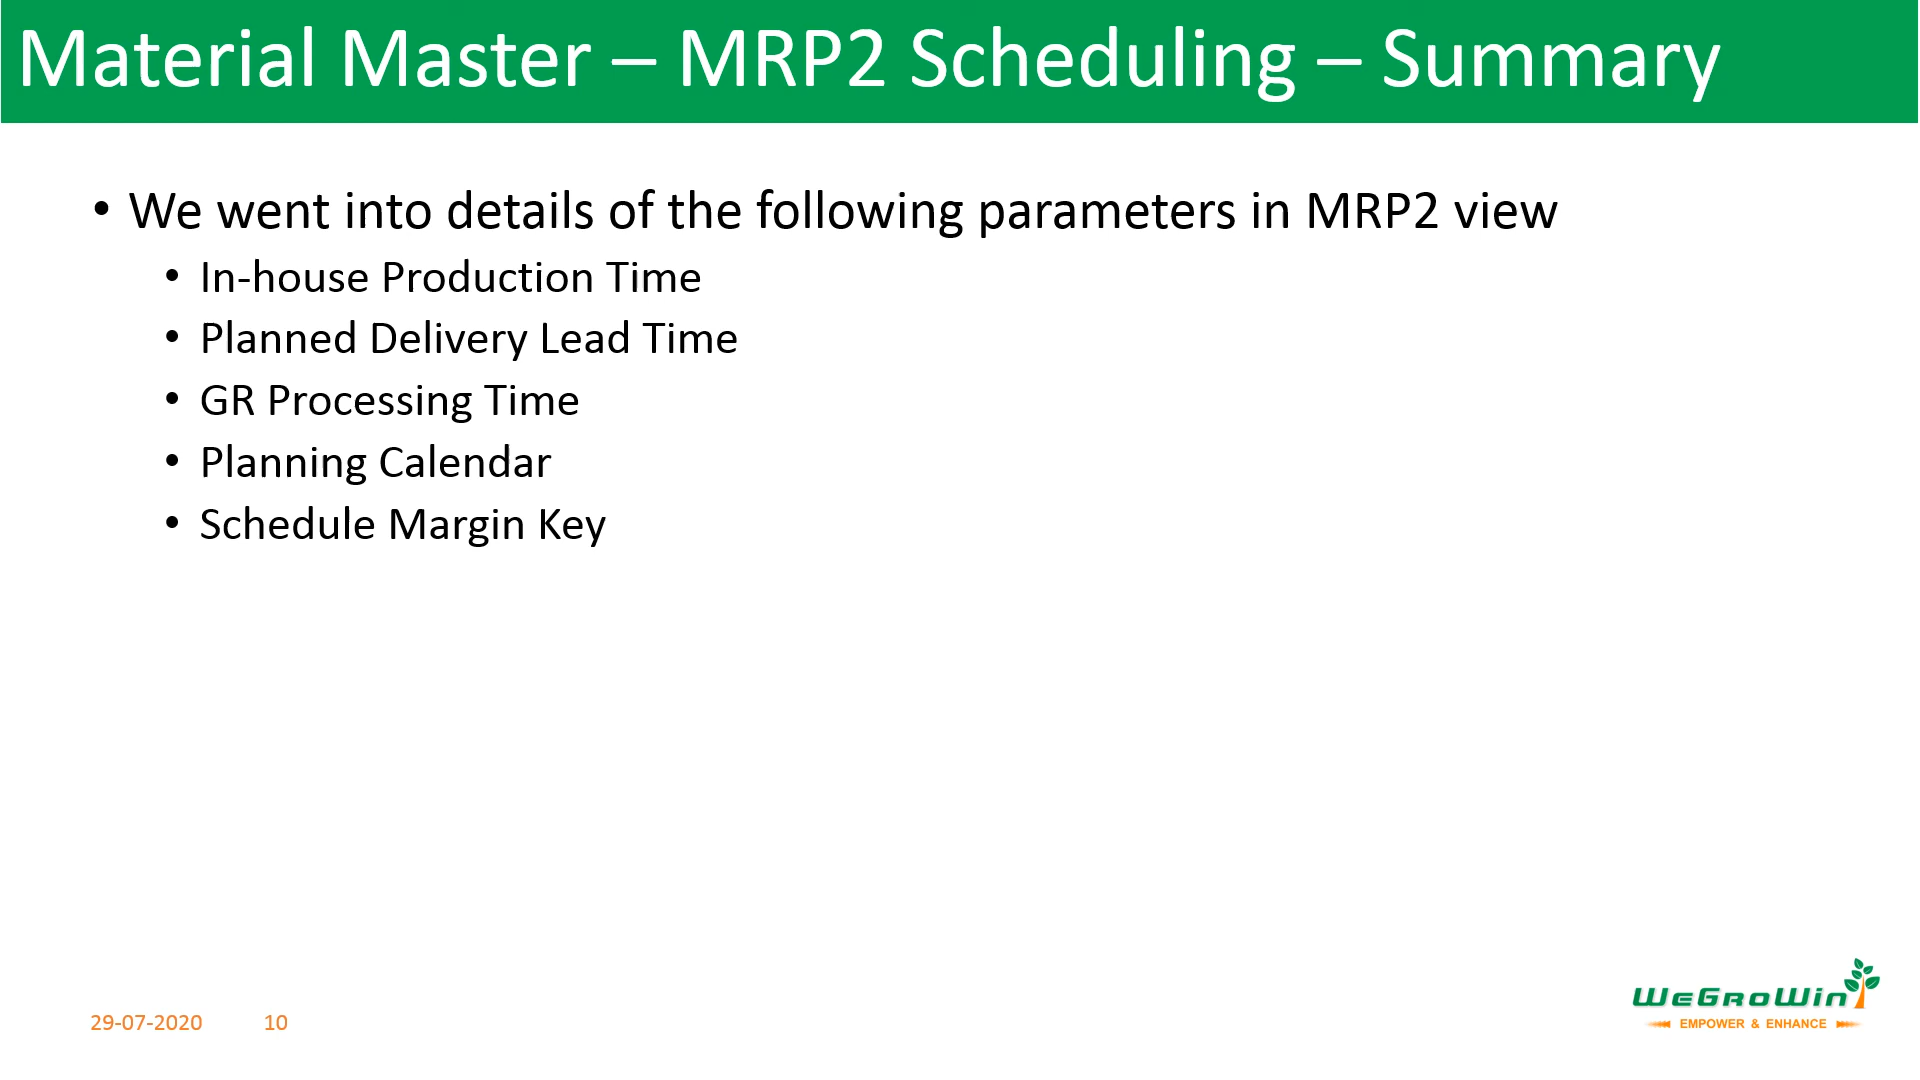 Material Master – MRP2 Scheduling – Summary
• We went into details of the following parameters in MRP2 view
• In-house Production Time
• Planned Delivery Lead Time
• GR Processing Time
• Planning Calendar
• Schedule Margin Key
29-07-2020 10
WeGroWin
EMPOWER & ENHANCE